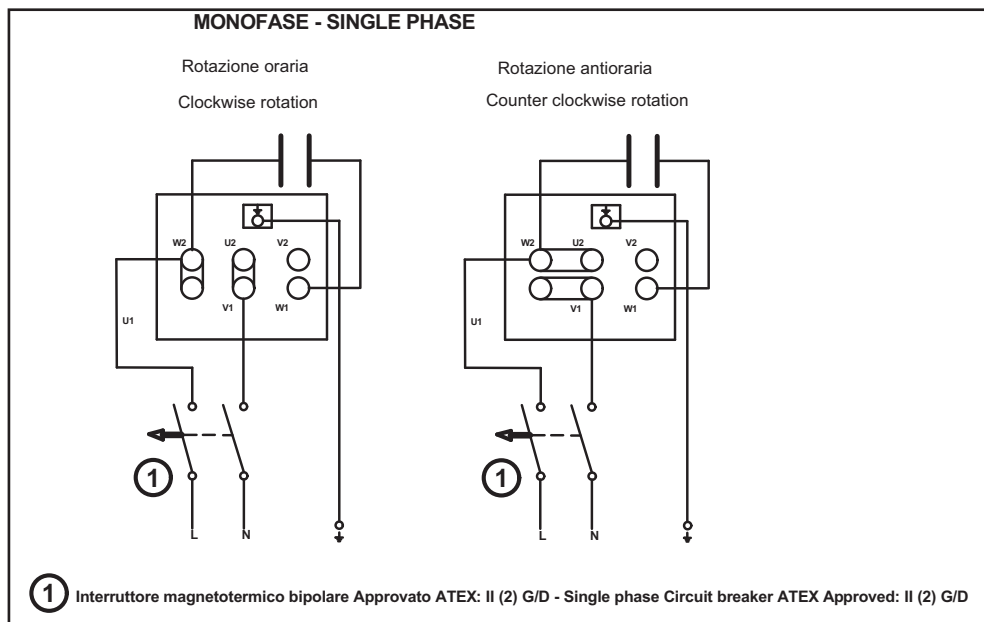 MONOFASE - SINGLE PHASE
Rotazione oraria
Clockwise rotation
Rotazione antioraria
Counter clockwise rotation
W2 U2 V2
U1 V1 W1
1
L N
W2 U2 V2
U1 V1 W1
1
L N
1 Interruttore magnetotermico bipolare Approvato ATEX: II (2) G/D - Single phase Circuit breaker ATEX Approved: II (2) G/D